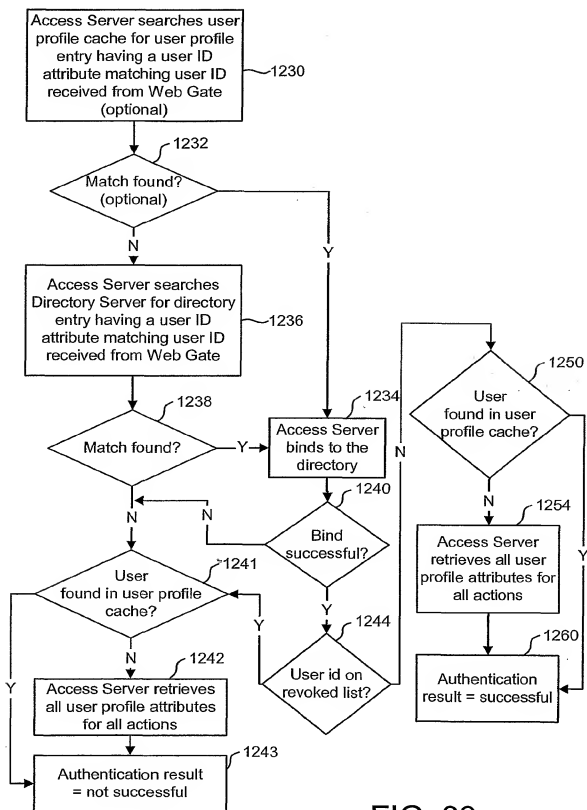 Access Server searches user
profile cache for user profile
entry having a user ID
attribute matching user ID
received from Web Gate
(optional)
1230
1232
Match found?
(optional)
N
Y
Access Server searches
Directory Server for directory
entry having a user ID
attribute matching user ID
received from Web Gate
1236
1238
Match found?
Y
1234
Access Server
binds to the
directory
N
N
1240
Bind
successful?
Y
1241
User
found in user profile
cache?
Y
N
Y
1244
User id on
revoked list?
N
1242
Access Server retrieves
all user profile attributes
for all actions
1243
Authentication result
= not successful
1250
User
found in user
profile cache?
N
Y
1254
Access Server
retrieves all user
profile attributes for
all actions
1260
Authentication
result = successful